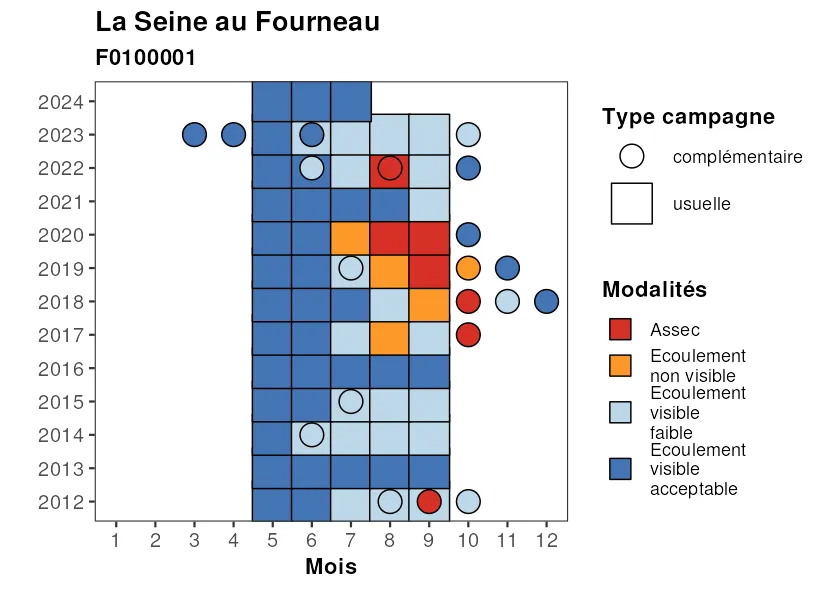 La Seine au Fourneau
F0100001
2024
2023
2022
2021
2020
2019
2018
2017
2016
2015
2014
2013
2012
1 2 3 4 5 6 7 8 9 10 11 12
Mois
Type campagne
complémentaire
usuelle
Modalités
Assec
Ecoulement
non visible
Ecoulement
visible
faible
Ecoulement
visible
acceptable